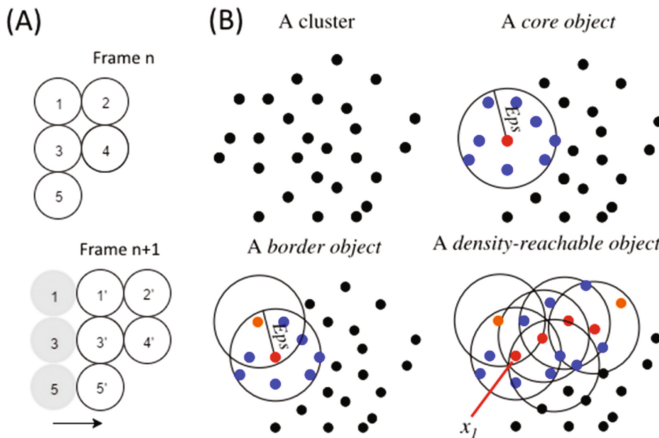 (A)
Frame n
1 2
3 4
5
Frame n+1
1 1' 2'
3 3' 4'
5 5'
(B)
A cluster
A core object
Eps
A border object
Eps
A density-reachable object
x1